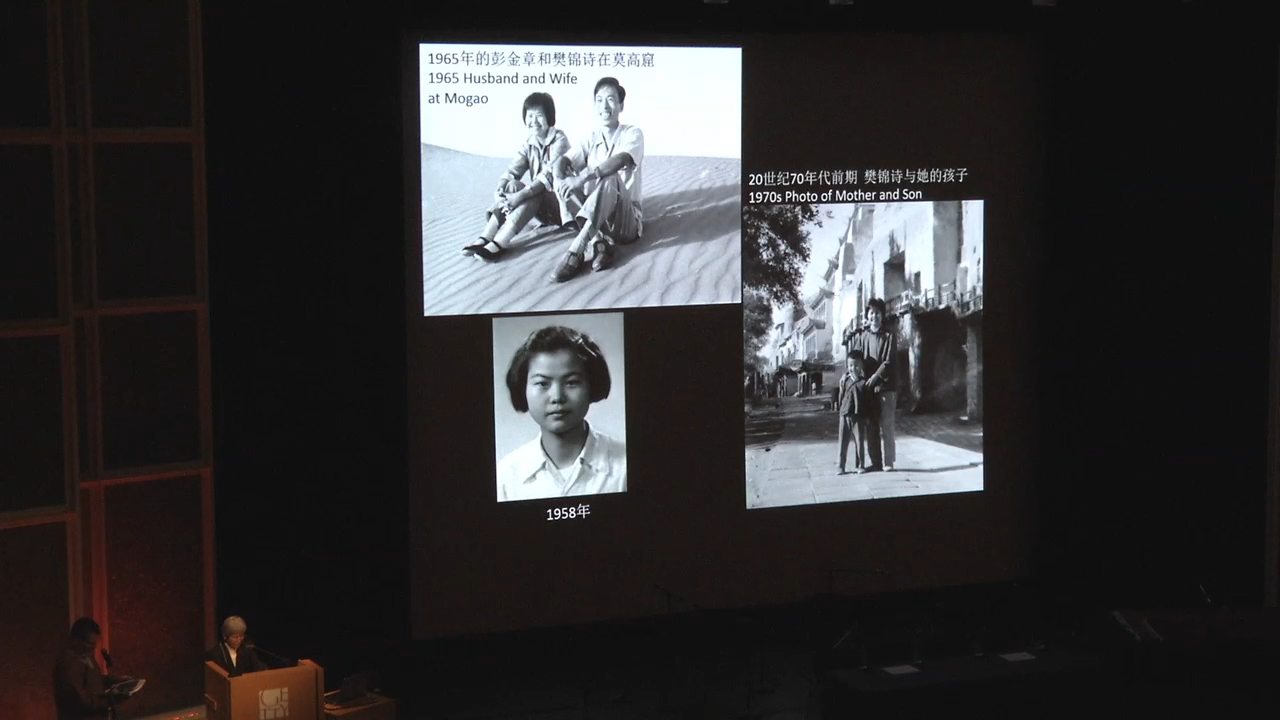 1965年的彭金章和樊锦诗在莫高窟
1965 Husband and Wife
at Mogao
20世纪70年代前期 樊锦诗与她的孩子
1970s Photo of Mother and Son
1958年